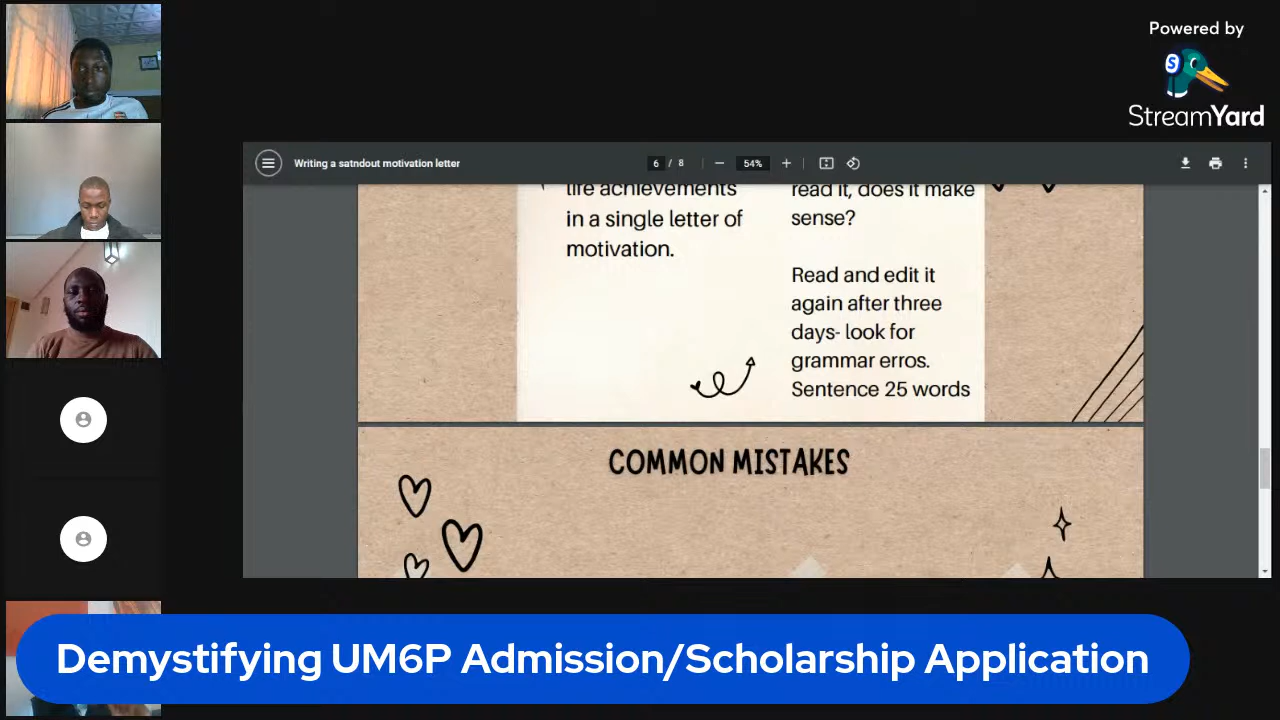 Powered by
S
StreamYard
Writing a satndout motivation letter
6 / 8
54%
life achievements
in a single letter of
motivation.
read it, does it make
sense?
Read and edit it
again after three
days- look for
grammar erros.
Sentence 25 words
COMMON MISTAKES
Demystifying UM6P Admission/Scholarship Application